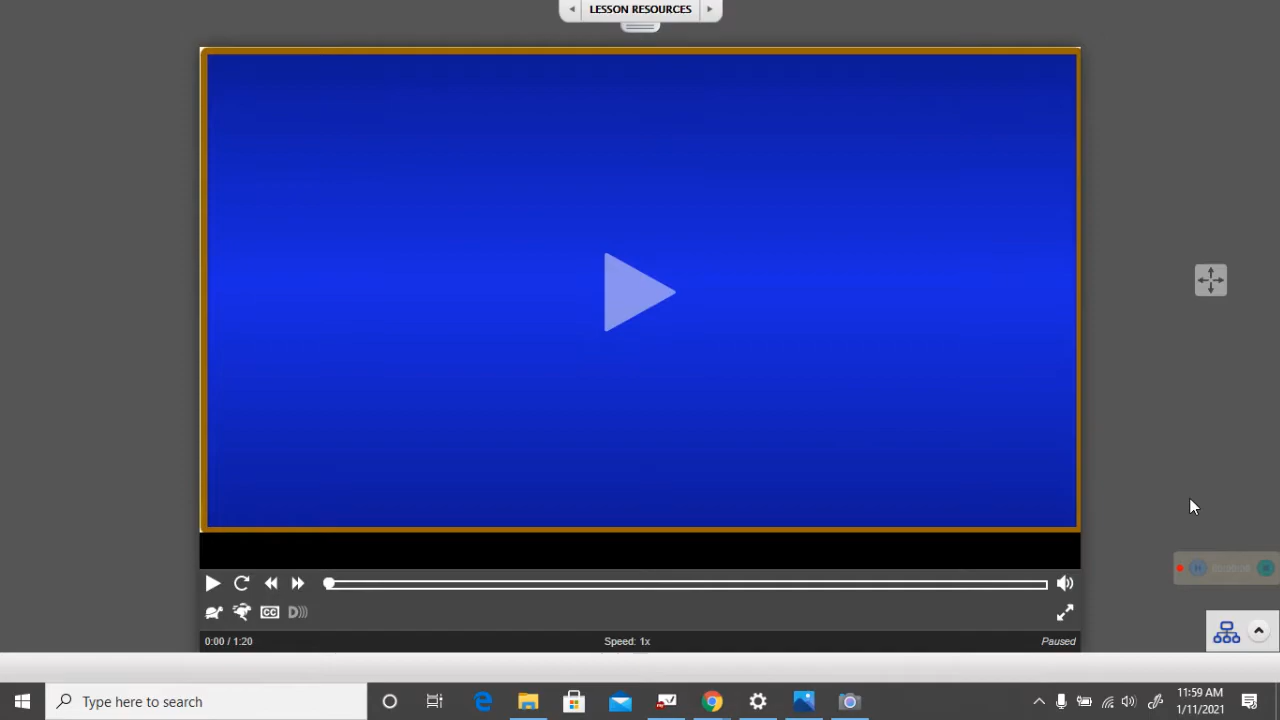 LESSON RESOURCES
CC
D)))
0:00 / 1:20
Speed: 1x
Paused
Type here to search
11:59 AM
1/11/2021